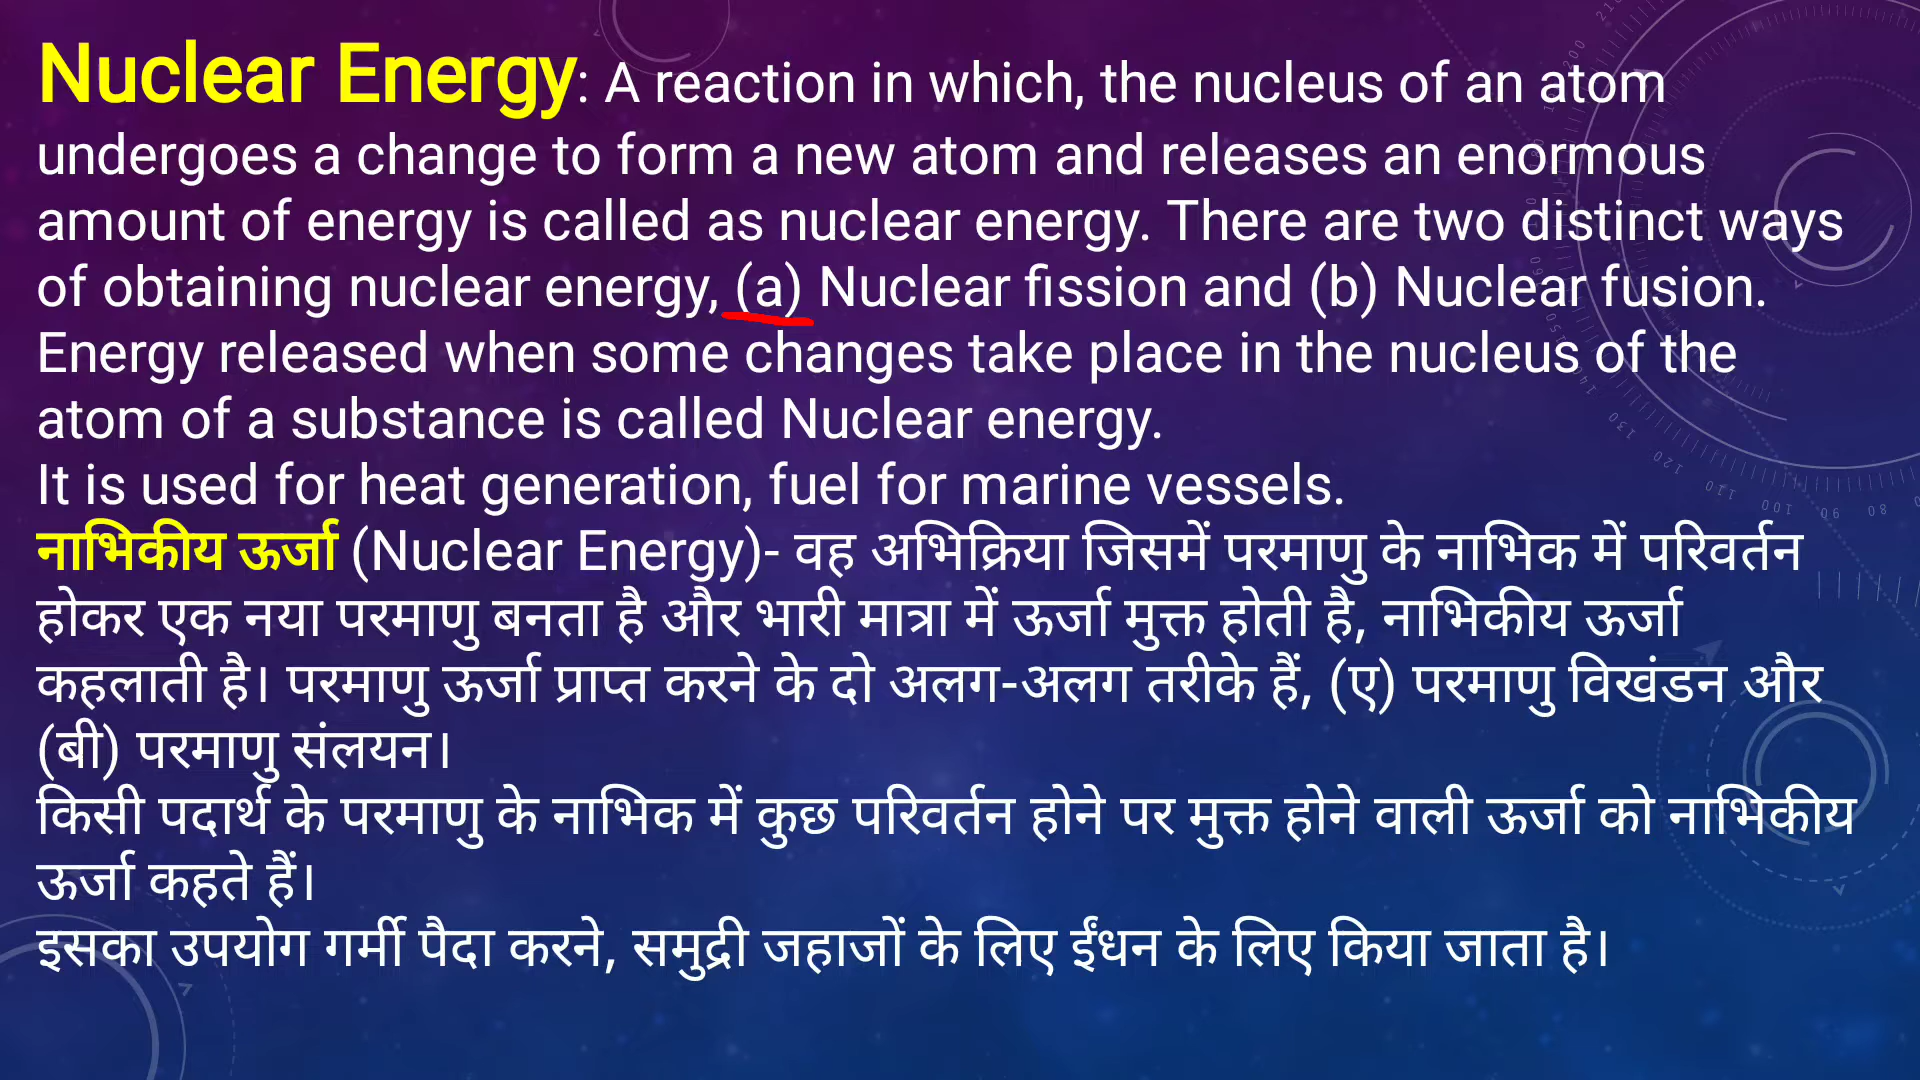 Nuclear Energy: A reaction in which, the nucleus of an atom
undergoes a change to form a new atom and releases an enormous
amount of energy is called as nuclear energy. There are two distinct ways
of obtaining nuclear energy, (a) Nuclear fission and (b) Nuclear fusion.
Energy released when some changes take place in the nucleus of the
atom of a substance is called Nuclear energy.
It is used for heat generation, fuel for marine vessels.
नाभिकीय ऊर्जा (Nuclear Energy)- वह अभिक्रिया जिसमें परमाणु के नाभिक में परिवर्तन
होकर एक नया परमाणु बनता है और भारी मात्रा में ऊर्जा मुक्त होती है, नाभिकीय ऊर्जा
कहलाती है। परमाणु ऊर्जा प्राप्त करने के दो अलग-अलग तरीके हैं, (ए) परमाणु विखंडन और
(बी) परमाणु संलयन।
किसी पदार्थ के परमाणु के नाभिक में कुछ परिवर्तन होने पर मुक्त होने वाली ऊर्जा को नाभिकीय
ऊर्जा कहते हैं।
इसका उपयोग गर्मी पैदा करने, समुद्री जहाजों के लिए ईंधन के लिए किया जाता है।